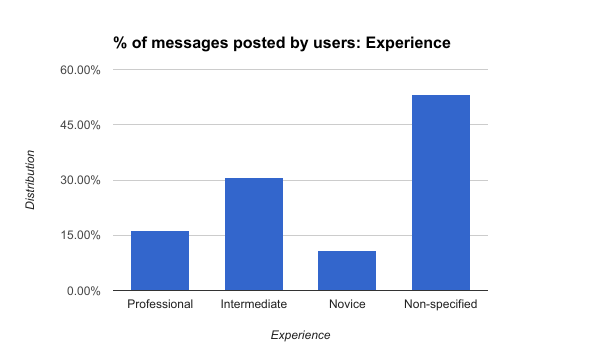 % of messages posted by users: Experience
60.00%
45.00%
30.00%
15.00%
0.00%
Distribution
Professional Intermediate Novice Non-specified
Experience